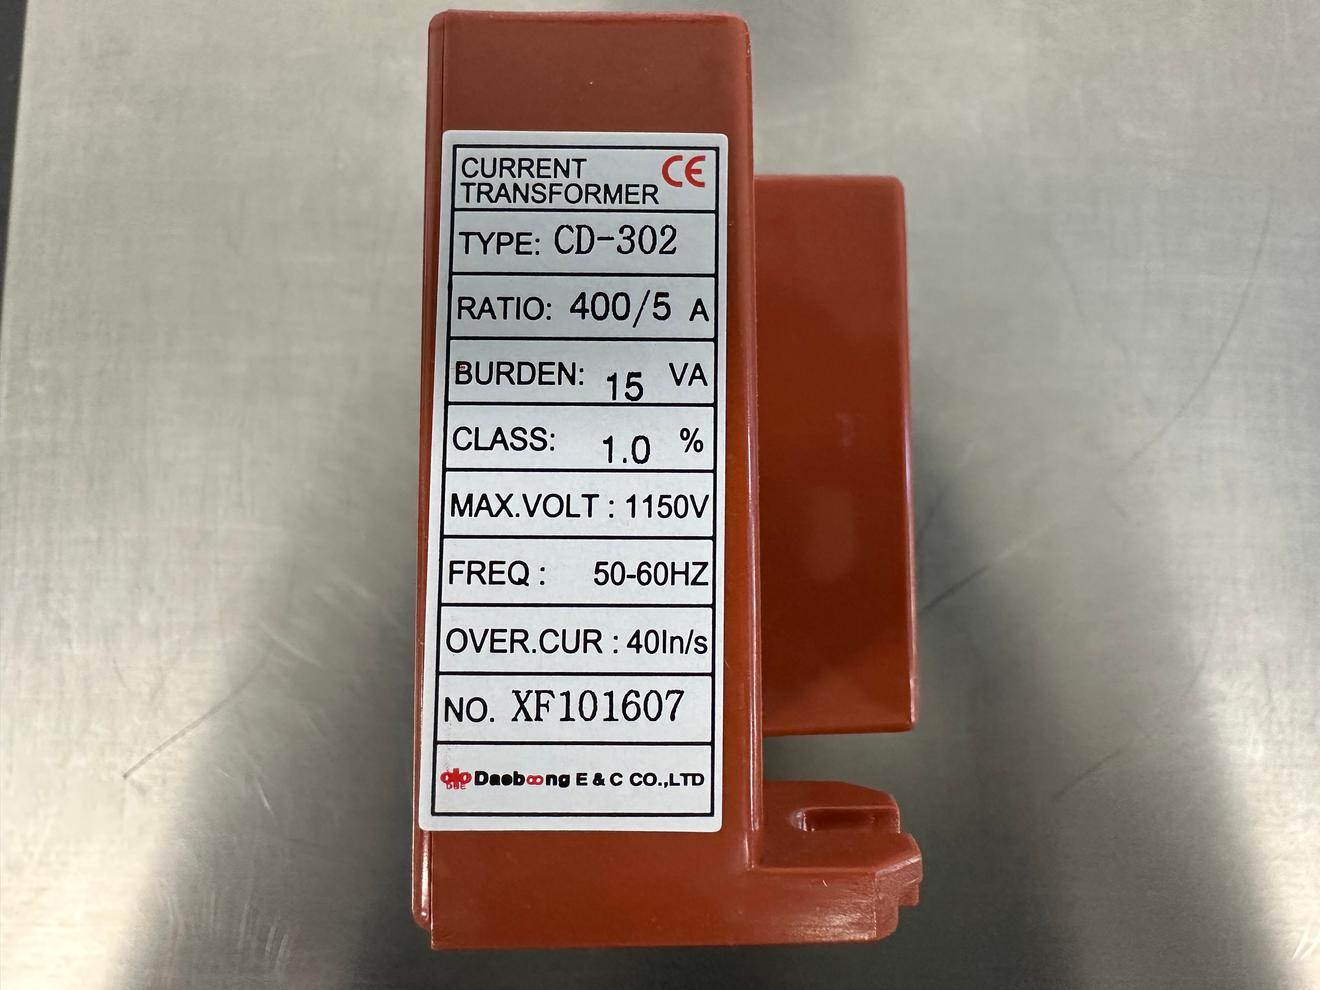 CURRENT CE
TRANSFORMER
TYPE: CD-302
RATIO: 400/5 A
BURDEN: 15 VA
CLASS: 1.0 %
MAX.VOLT : 1150V
FREQ : 50-60HZ
OVER.CUR : 40In/s
NO. XF101607
Daeboong E & C CO.,LTD